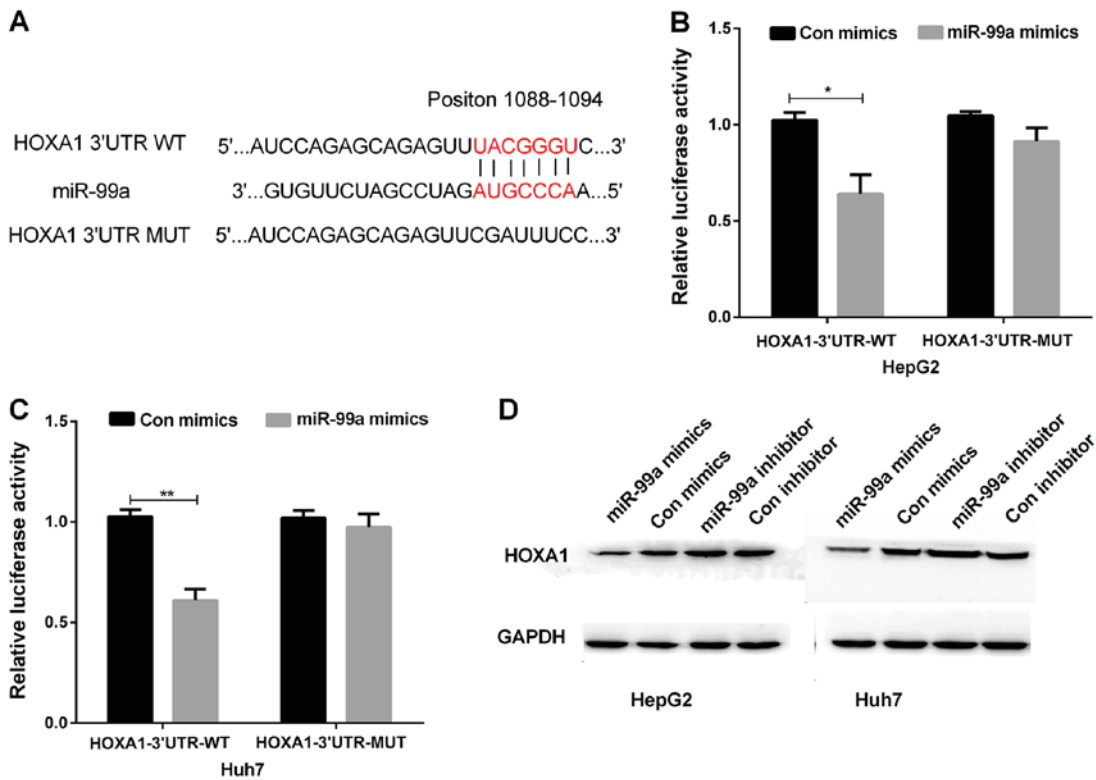 A
Positon 1088-1094
HOXA1 3'UTR WT 5'...AUCCAGAGCAGAGUUUACGGGUC...3'
miR-99a 3'...GUGUUCUAGCCUAGAUGCCCAA...5'
HOXA1 3'UTR MUT 5'...AUCCAGAGCAGAGUUCGAUUUCC...3'
B
Con mimics miR-99a mimics
Relative luciferase activity
1.5
1.0
0.5
0.0
*
HOXA1-3'UTR-WT HOXA1-3'UTR-MUT
HepG2
C
Con mimics miR-99a mimics
Relative luciferase activity
1.5
1.0
0.5
0.0
**
HOXA1-3'UTR-WT HOXA1-3'UTR-MUT
Huh7
D
miR-99a mimics Con mimics miR-99a inhibitor Con inhibitor
miR-99a mimics Con mimics miR-99a inhibitor Con inhibitor
HOXA1
GAPDH
HepG2 Huh7